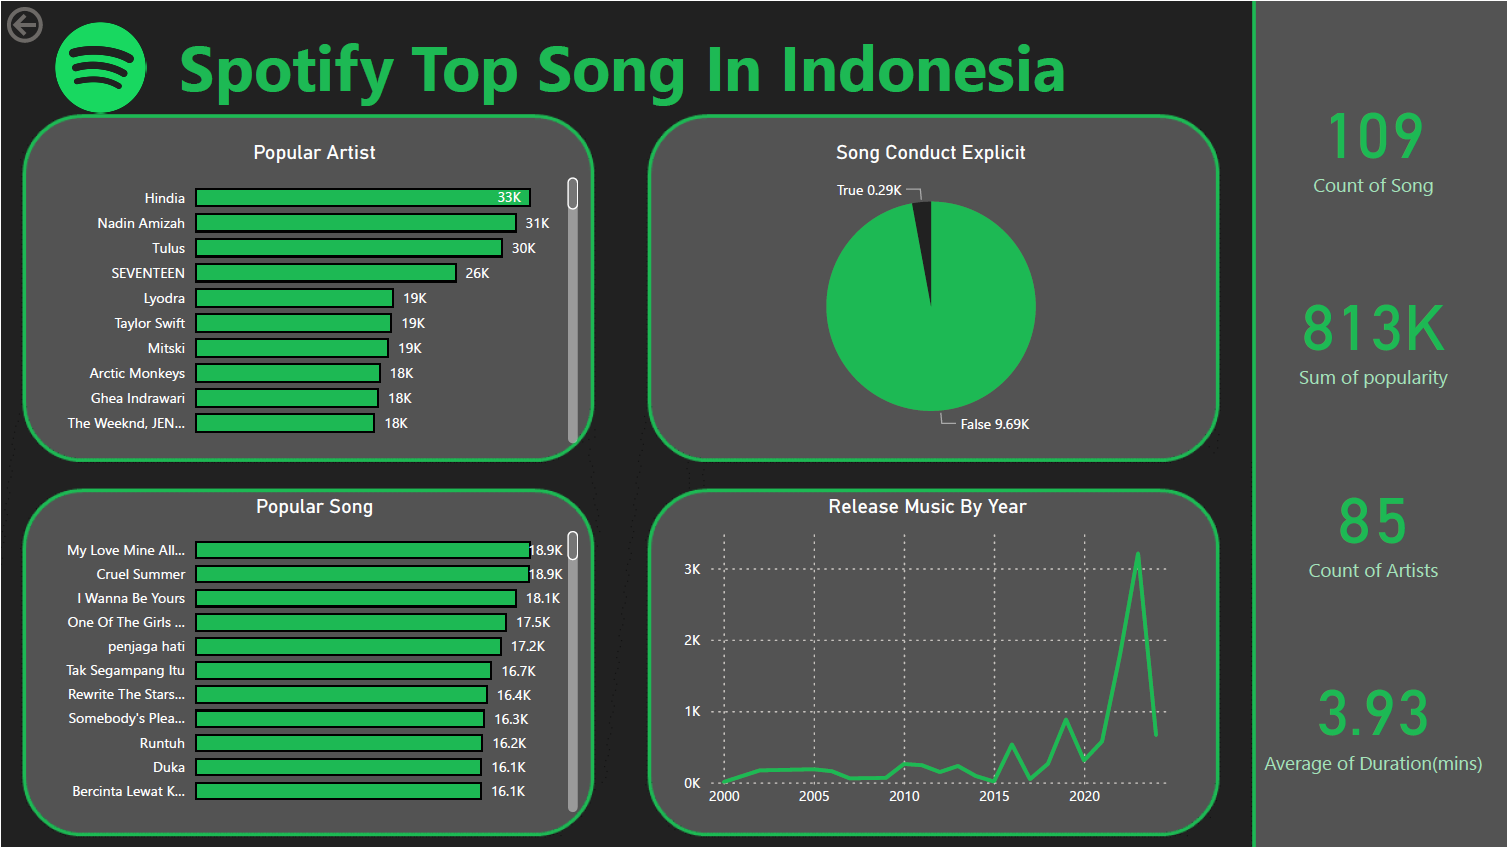 Spotify Top Song In Indonesia
Popular Artist
Hindia 33K
Nadin Amizah 31K
Tulus 30K
SEVENTEEN 26K
Lyodra 19K
Taylor Swift 19K
Mitski 19K
Arctic Monkeys 18K
Ghea Indrawari 18K
The Weeknd, JEN... 18K
Song Conduct Explicit
True 0.29K
False 9.69K
Popular Song
My Love Mine All... 18.9K
Cruel Summer 18.9K
I Wanna Be Yours 18.1K
One Of The Girls ... 17.5K
penjaga hati 17.2K
Tak Segampang Itu 16.7K
Rewrite The Stars... 16.4K
Somebody's Plea... 16.3K
Runtuh 16.2K
Duka 16.1K
Bercinta Lewat K... 16.1K
Release Music By Year
3K
2K
1K
0K
2000 2005 2010 2015 2020
109
Count of Song
813K
Sum of popularity
85
Count of Artists
3.93
Average of Duration(mins)